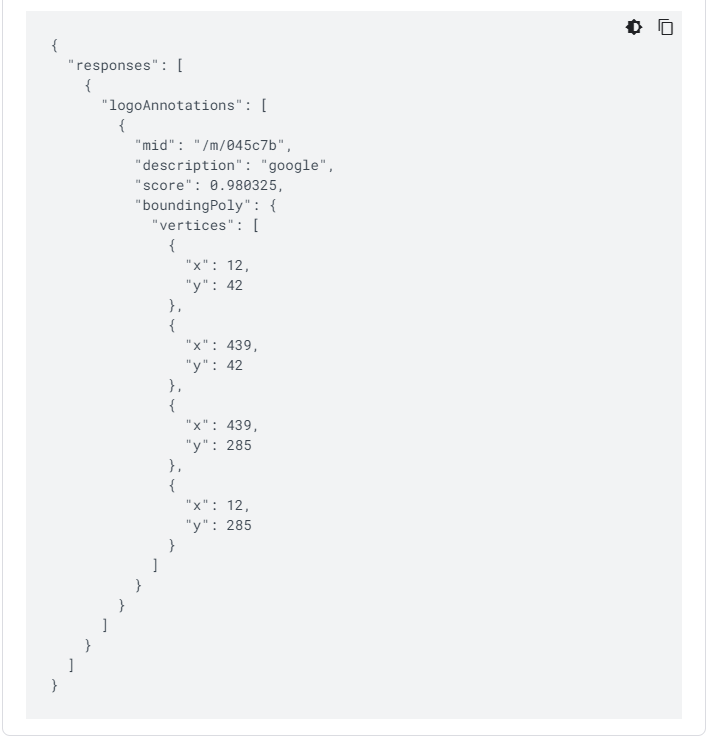 {
  "responses": [
    {
      "logoAnnotations": [
        {
          "mid": "/m/045c7b",
          "description": "google",
          "score": 0.980325,
          "boundingPoly": {
            "vertices": [
              {
                "x": 12,
                "y": 42
              },
              {
                "x": 439,
                "y": 42
              },
              {
                "x": 439,
                "y": 285
              },
              {
                "x": 12,
                "y": 285
              }
            ]
          }
        }
      ]
    }
  ]
}